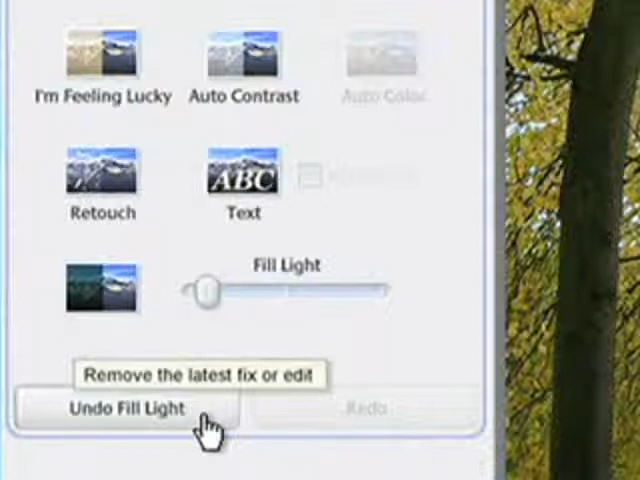 I'm Feeling Lucky
Auto Contrast
Auto Color
Retouch
ABC
Text
Fill Light
Remove the latest fix or edit
Undo Fill Light
Redo